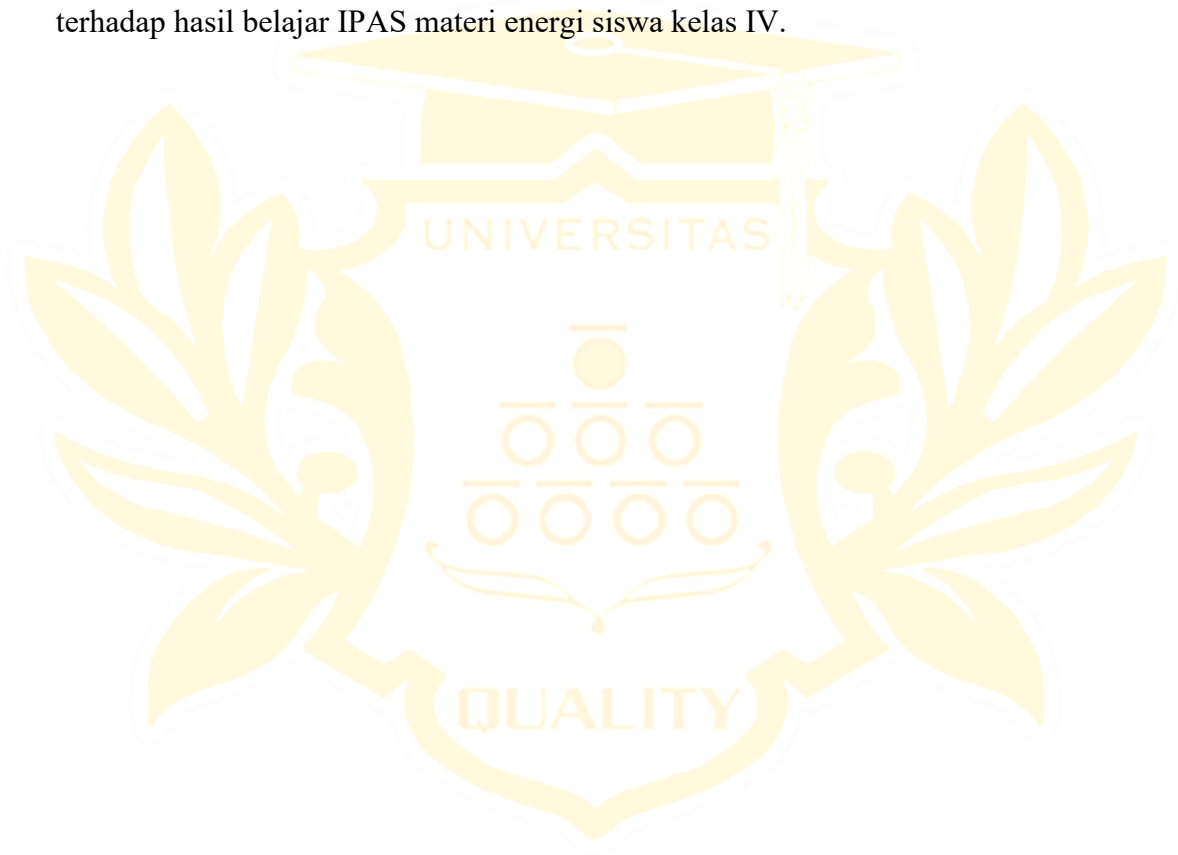 terhadap hasil belajar IPAS materi energi siswa kelas IV.
UNIVERSITAS
QUALITY